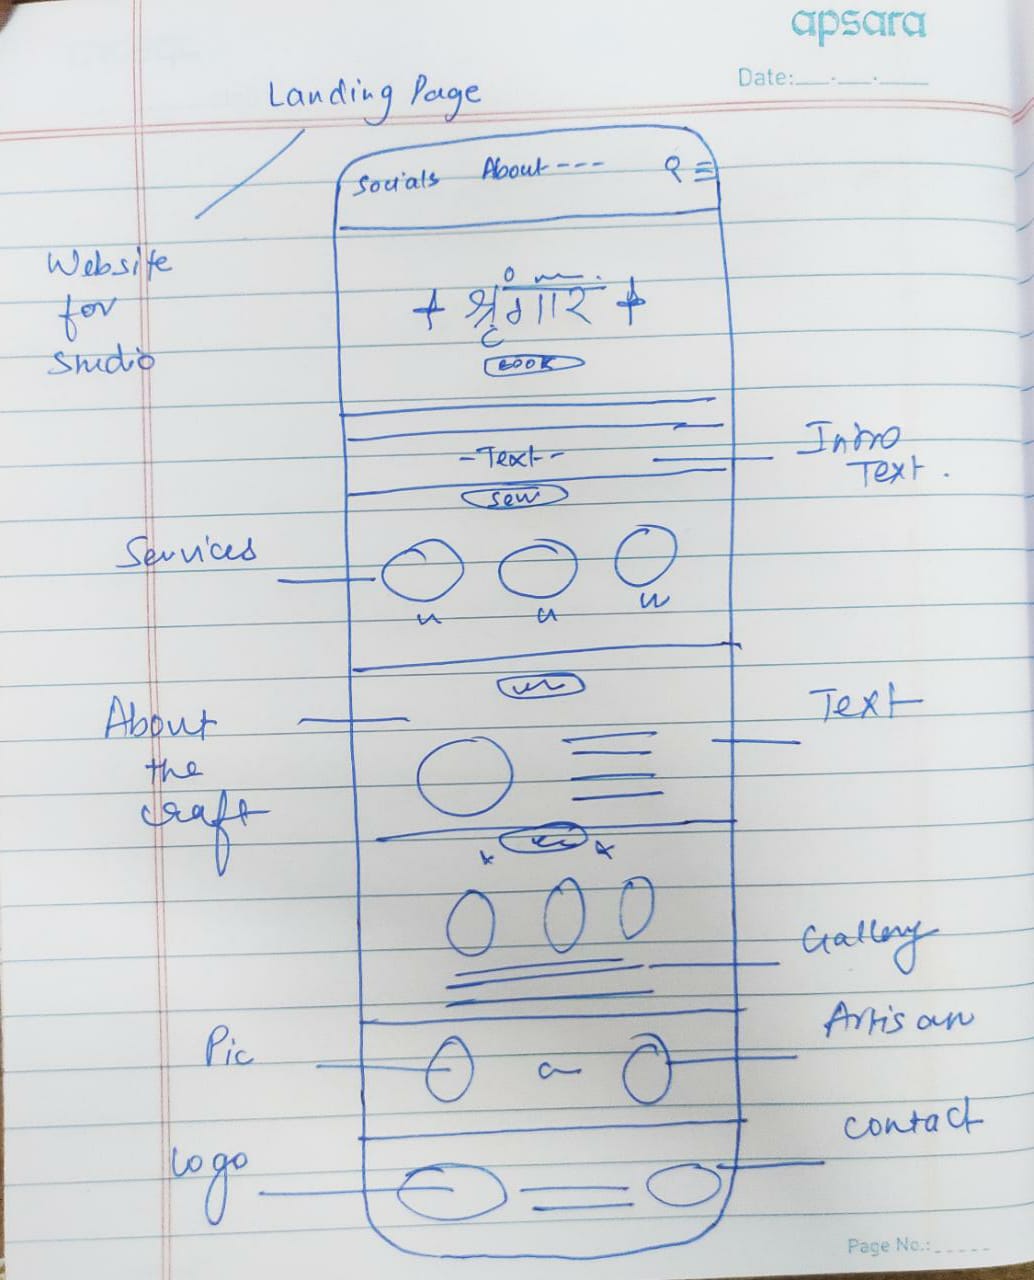 apsara
Date:
Landing Page
Socials About---
Website
for
Studio
श्रृंगार
BOOK
Intro
Text.
-Text--
Services
About
the
craft
Text
Gallery
Artisan
Pic
contact
Logo
Page No.: